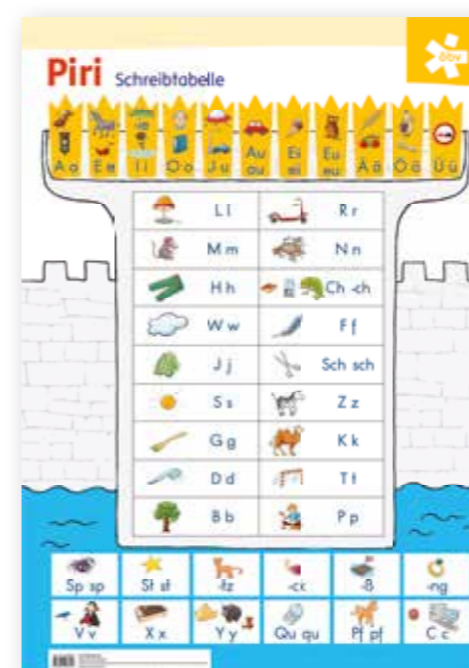 öbv
Piri Schreibtabelle
A a E e I i O o U u Au au Ei ei Eu eu Ä ä Ö ö Ü ü
L l R r
M m N n
H h Ch -ch
W w F f
J j Sch sch
S s Z z
G g K k
D d T t
B b P p
Sp sp St st -tz -ck -ß -ng
V v X x Y y Qu qu Pf pf C c